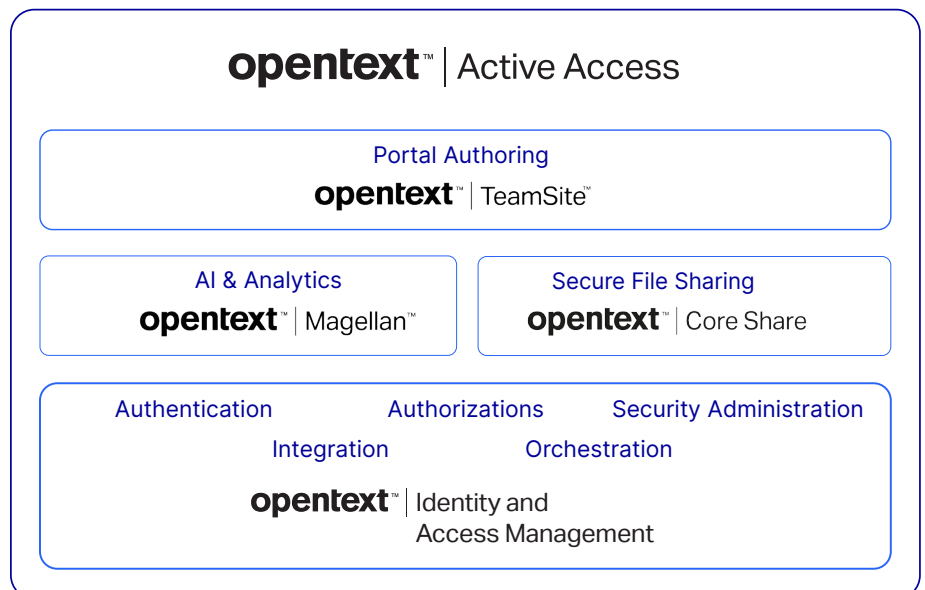 opentext™ | Active Access
Portal Authoring
opentext™ | TeamSite™
AI & Analytics
opentext™ | Magellan™
Secure File Sharing
opentext™ | Core Share
Authentication Authorizations Security Administration
Integration Orchestration
opentext™ | Identity and
Access Management